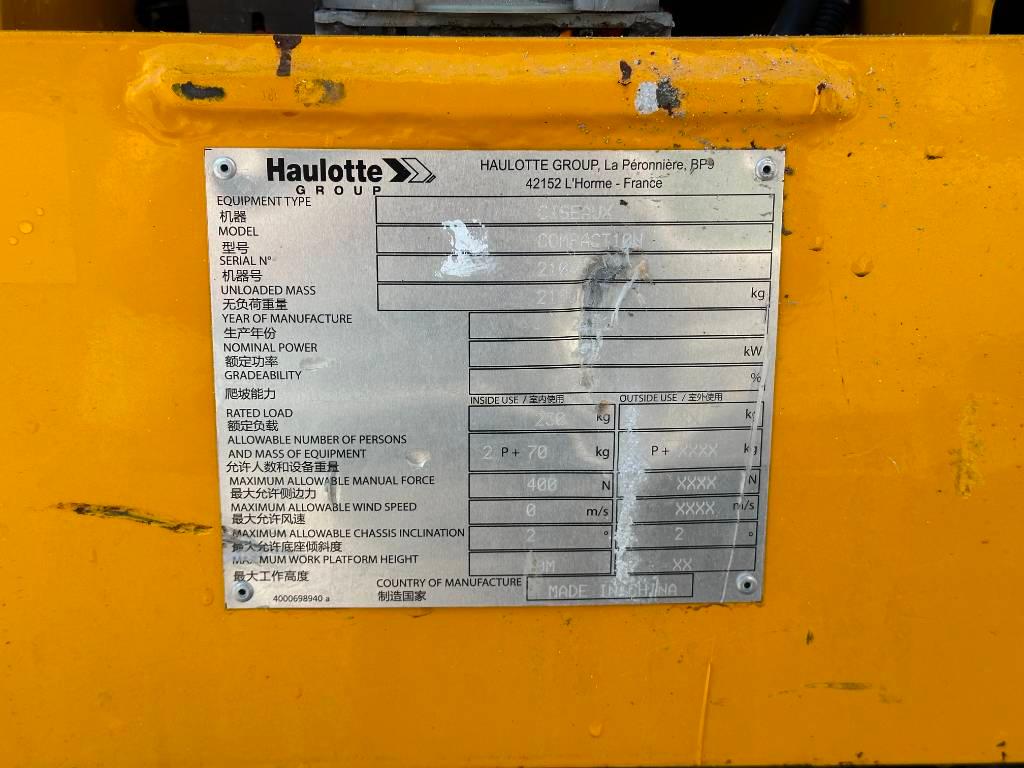 Haulotte
GROUP
HAULOTTE GROUP, La Péronnière, BP9
42152 L'Horme - France
EQUIPMENT TYPE CISEAUX
机器
MODEL
型号
SERIAL N°
机器号
UNLOADED MASS kg
无负荷重量
YEAR OF MANUFACTURE
生产年份
NOMINAL POWER kW
额定功率
GRADEABILITY %
爬坡能力
INSIDE USE / 室内使用 OUTSIDE USE / 室外使用
RATED LOAD 230 kg kg
额定负载
ALLOWABLE NUMBER OF PERSONS
AND MASS OF EQUIPMENT 2 P + 70 kg P + XXXX kg
允许人数和设备重量
MAXIMUM ALLOWABLE MANUAL FORCE 400 N XXXX N
最大允许侧边力
MAXIMUM ALLOWABLE WIND SPEED 0 m/s XXXX m/s
最大允许风速
MAXIMUM ALLOWABLE CHASSIS INCLINATION 2 ° 2 °
最大允许底座倾斜度
MAXIMUM WORK PLATFORM HEIGHT XX
最大工作高度
COUNTRY OF MANUFACTURE MADE IN CHINA
制造国家
4000698940 a